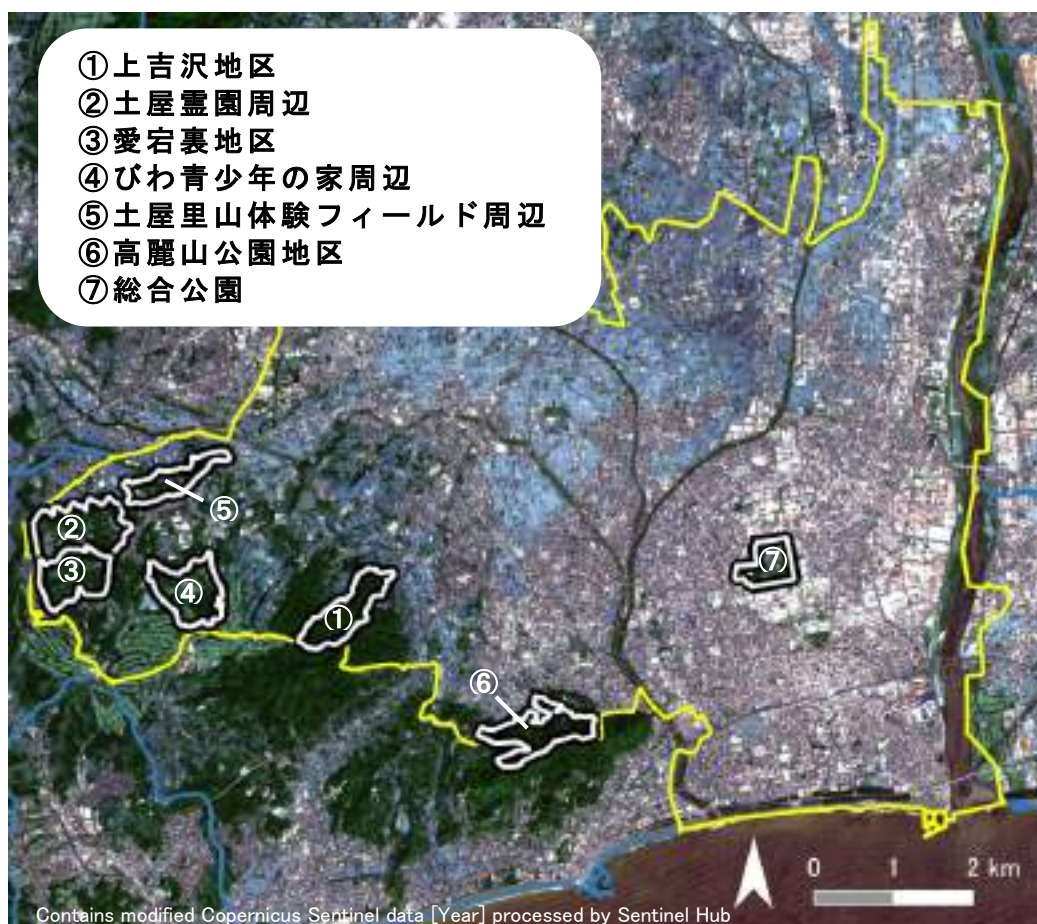 ①上吉沢地区
②土屋霊園周辺
③愛宕裏地区
④びわ青少年の家周辺
⑤土屋里山体験フィールド周辺
⑥高麗山公園地区
⑦総合公園
⑤
②
③
④
①
⑦
⑥
0 1 2 km
Contains modified Copernicus Sentinel data [Year] processed by Sentinel Hub